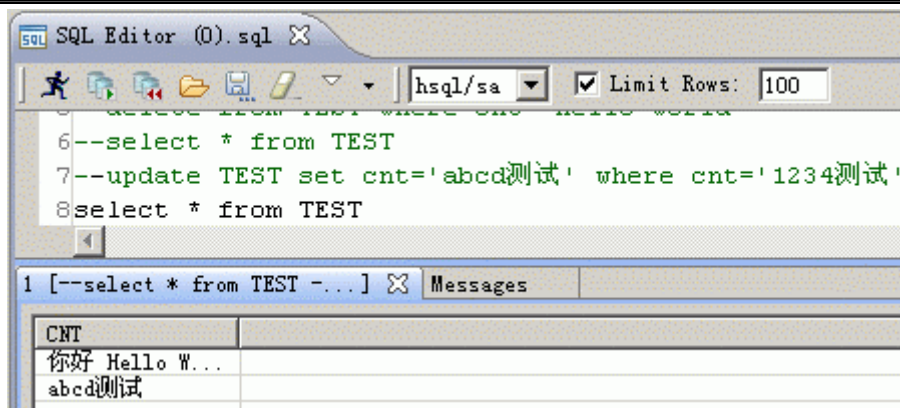 SQL Editor (0).sql
hsql/sa Limit Rows: 100
6--select * from TEST
7--update TEST set cnt='abcd测试' where cnt='1234测试'
8select * from TEST
1 [--select * from TEST -...] Messages
CNT
你好 Hello W...
abcd测试